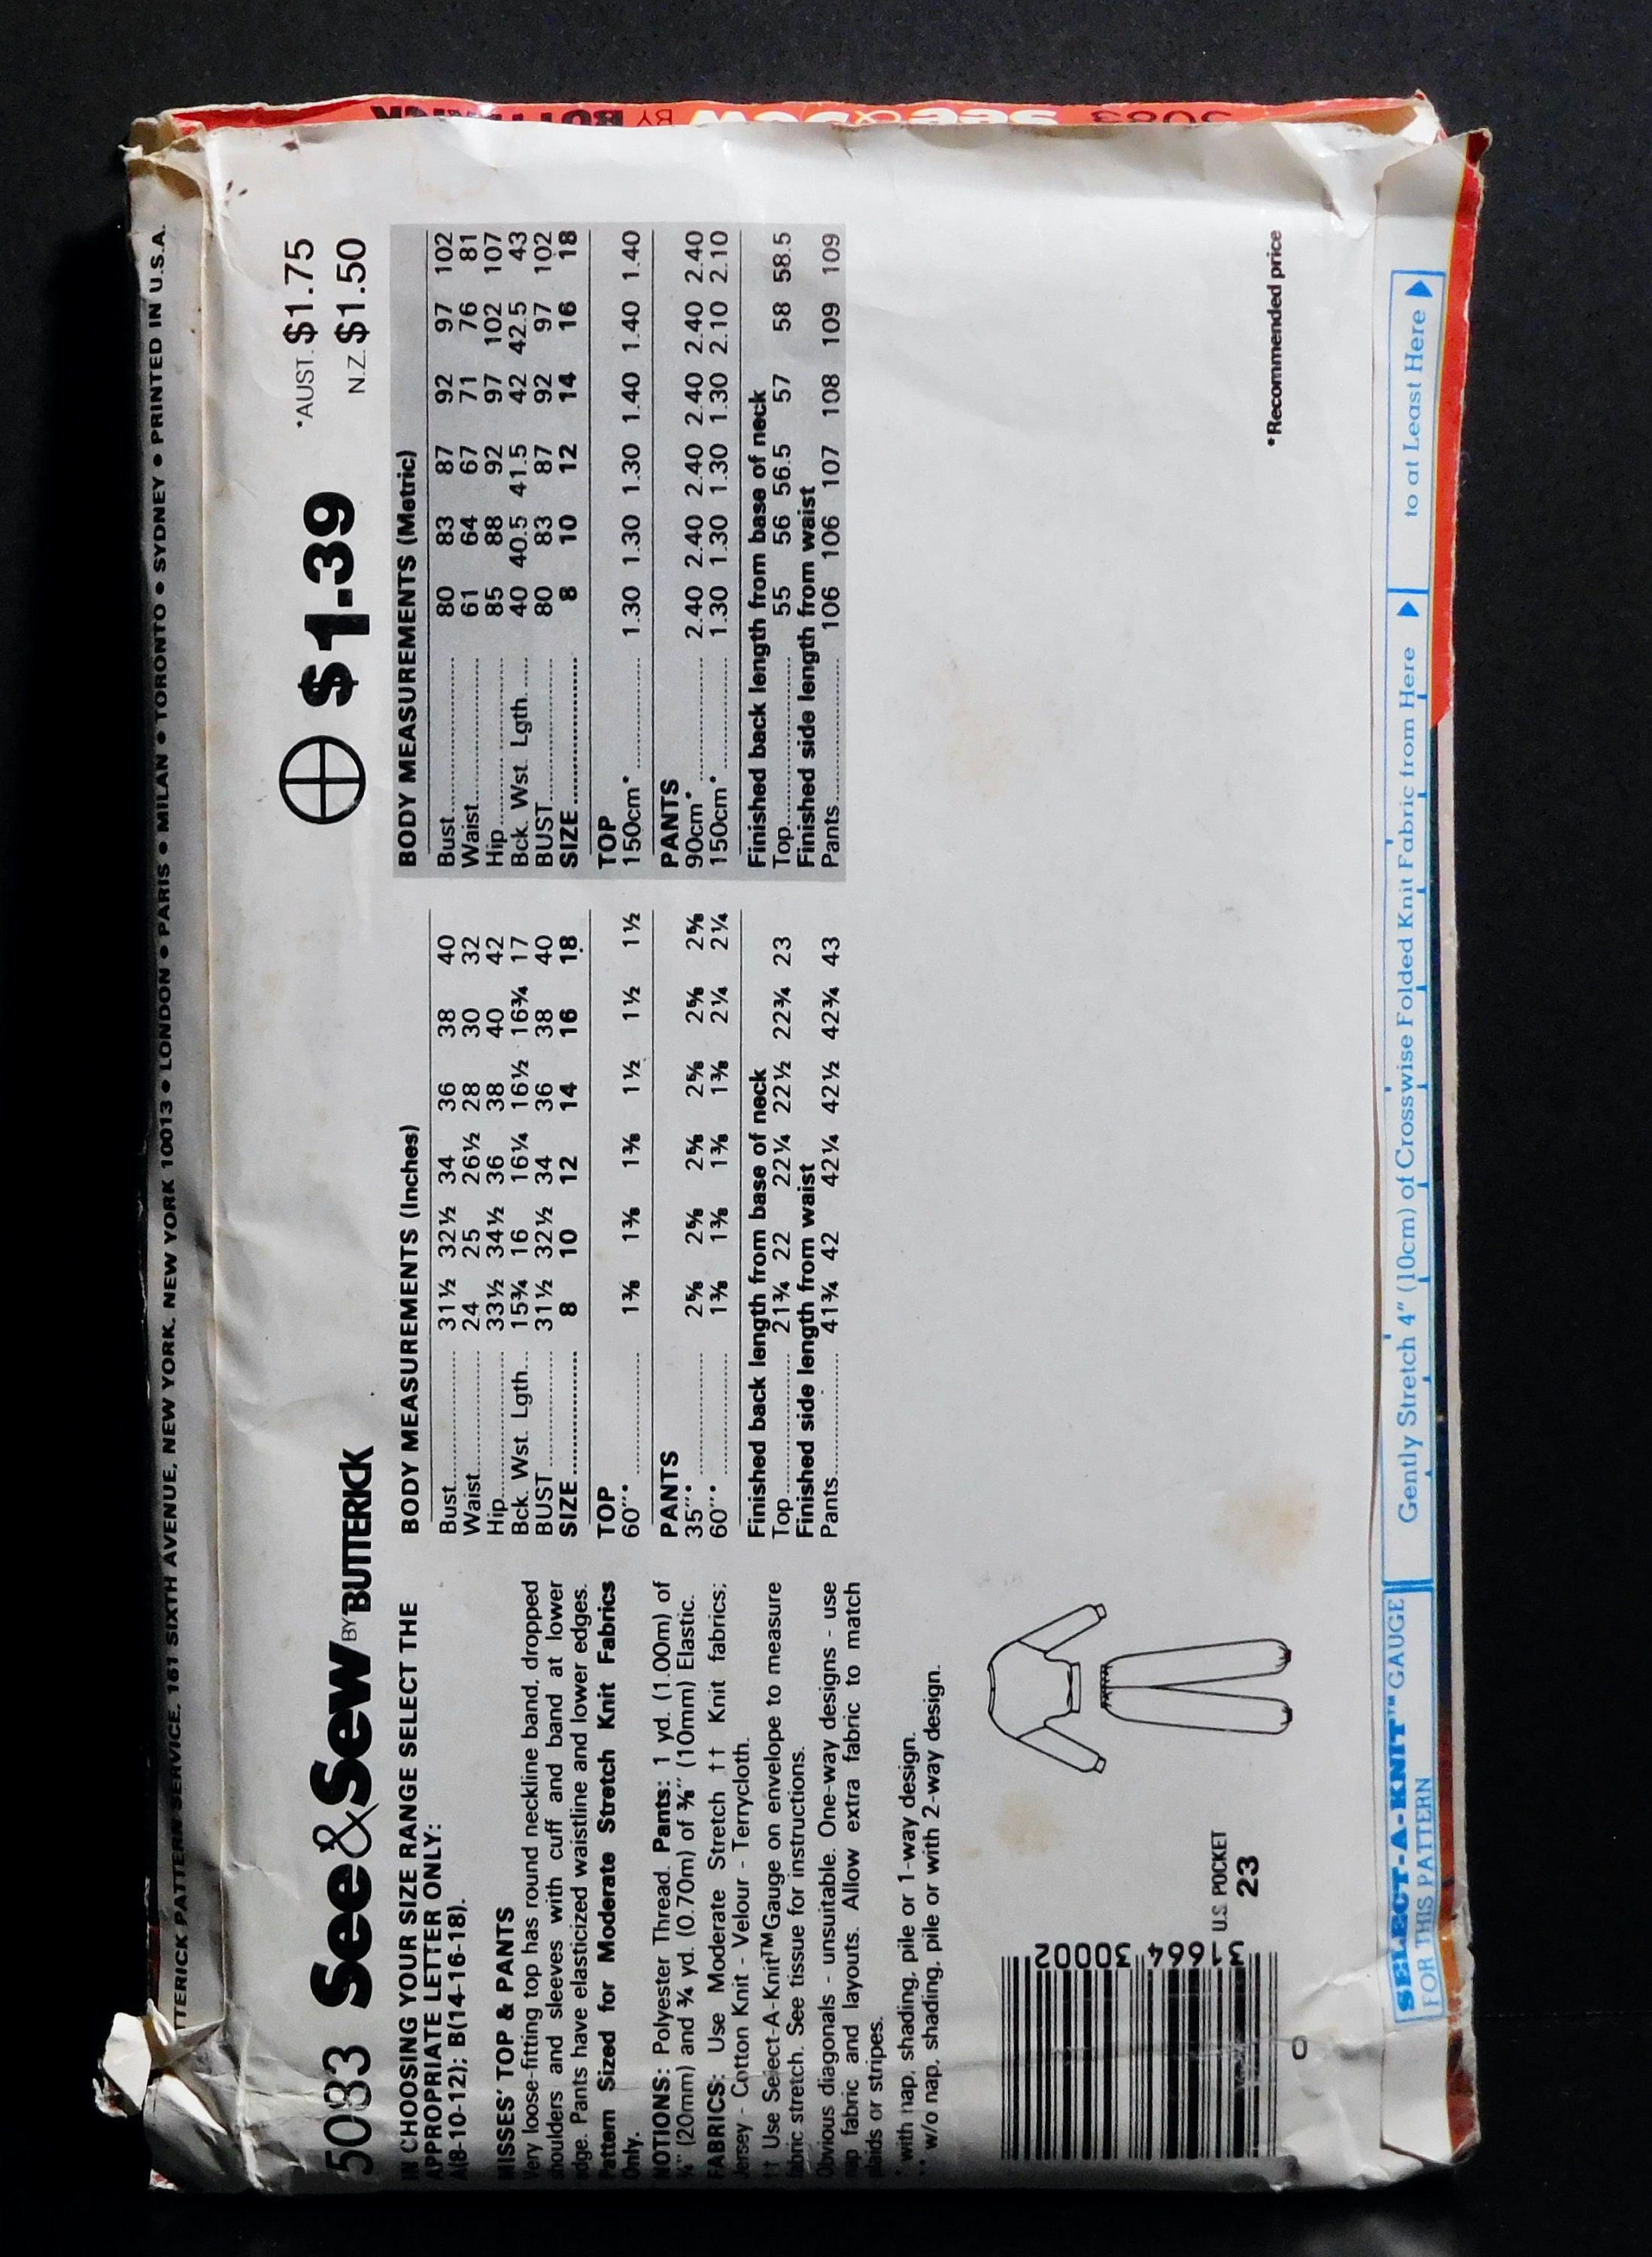 TTERICK PATTERN SERVICE, 161 SIXTH AVENUE, NEW YORK, NEW YORK 10013 • LONDON • PARIS • MILAN • TORONTO • SYDNEY • PRINTED IN U.S.A.
5083 See&Sew BY BUTTERICK
$1.39
*AUST. $1.75
N.Z. $1.50
IN CHOOSING YOUR SIZE RANGE SELECT THE
APPROPRIATE LETTER ONLY:
A(8-10-12); B(14-16-18).
MISSES' TOP & PANTS
Very loose-fitting top has round neckline band, dropped
shoulders and sleeves with cuff and band at lower
edge. Pants have elasticized waistline and lower edges.
Pattern Sized for Moderate Stretch Knit Fabrics
Only.
NOTIONS: Polyester Thread. Pants: 1 yd. (1.00m) of
¾" (20mm) and ¾ yd. (0.70m) of ⅜" (10mm) Elastic.
FABRICS: Use Moderate Stretch †† Knit fabrics;
Jersey - Cotton Knit - Velour - Terrycloth.
†† Use Select-A-Knit™Gauge on envelope to measure
fabric stretch. See tissue for instructions.
Obvious diagonals - unsuitable. One-way designs - use
nap fabric and layouts. Allow extra fabric to match
plaids or stripes.
* with nap, shading, pile or 1-way design.
** w/o nap, shading, pile or with 2-way design.
BODY MEASUREMENTS (Inches)
Bust 31½ 32½ 34 36 38 40
Waist 24 25 26½ 28 30 32
Hip 33½ 34½ 36 38 40 42
Bck. Wst. Lgth. 15¾ 16 16¼ 16½ 16¾ 17
BUST 31½ 32½ 34 36 38 40
SIZE 8 10 12 14 16 18
TOP
60"* 1⅜ 1⅜ 1⅜ 1½ 1½ 1½
PANTS
35"* 2⅝ 2⅝ 2⅝ 2⅝ 2⅝ 2⅝
60"* 1⅜ 1⅜ 1⅜ 1⅜ 2¼ 2¼
Finished back length from base of neck
Top 21¾ 22 22¼ 22½ 22¾ 23
Finished side length from waist
Pants 41¾ 42 42¼ 42½ 42¾ 43
BODY MEASUREMENTS (Metric)
Bust 80 83 87 92 97 102
Waist 61 64 67 71 76 81
Hip 85 88 92 97 102 107
Bck. Wst. Lgth. 40 40.5 41.5 42 42.5 43
BUST 80 83 87 92 97 102
SIZE 8 10 12 14 16 18
TOP
150cm* 1.30 1.30 1.30 1.40 1.40 1.40
PANTS
90cm* 2.40 2.40 2.40 2.40 2.40 2.40
150cm* 1.30 1.30 1.30 1.30 2.10 2.10
Finished back length from base of neck
Top 55 56 56.5 57 58 58.5
Finished side length from waist
Pants 106 106 107 108 109 109
31664 30002
U.S. POCKET
23
*Recommended price
SELECT-A-KNIT™ GAUGE
FOR THIS PATTERN
Gently Stretch 4" (10cm) of Crosswise Folded Knit Fabric from Here
to at Least Here
5083 See&Sew BY